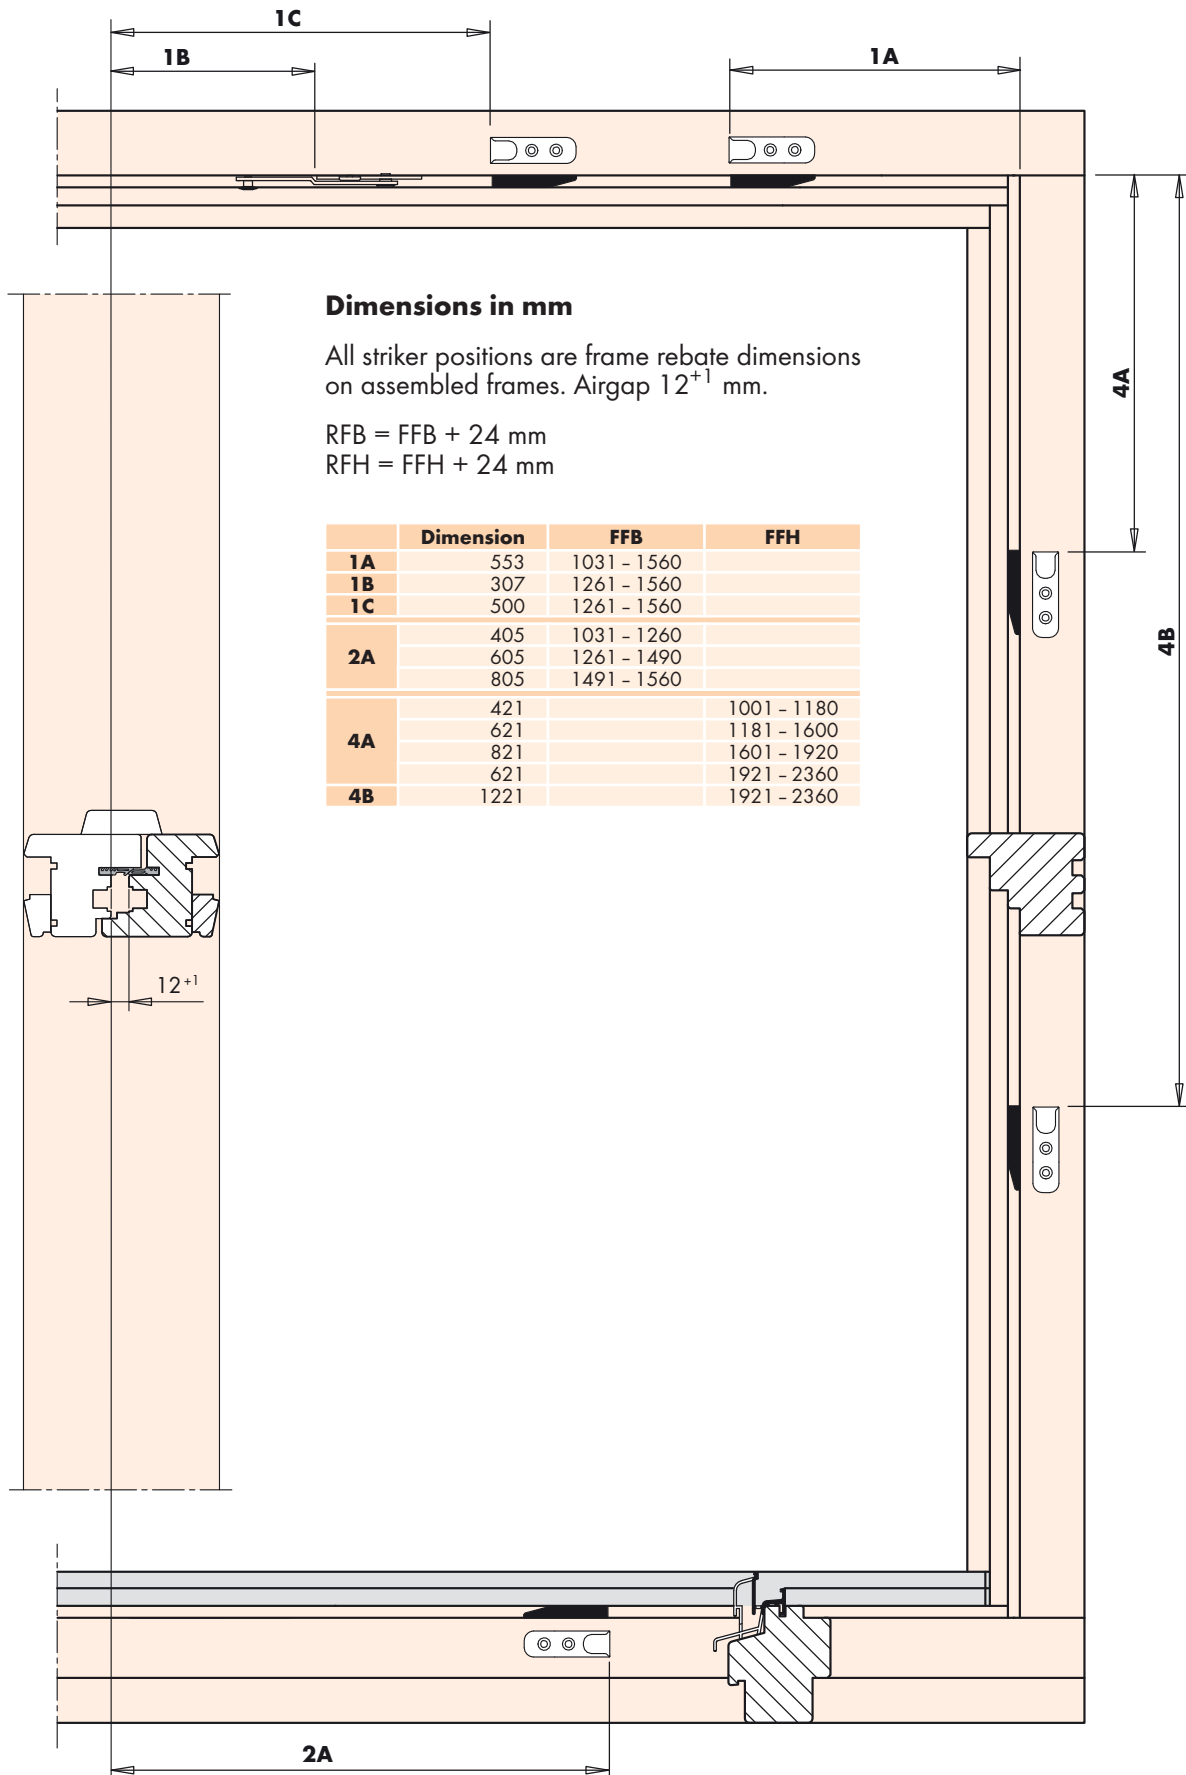 1C
1B
1A
4A
4B
Dimensions in mm
All striker positions are frame rebate dimensions
on assembled frames. Airgap 12+1 mm.
RFB = FFB + 24 mm
RFH = FFH + 24 mm
Dimension FFB FFH
1A 553 1031 – 1560
1B 307 1261 – 1560
1C 500 1261 – 1560
2A 405 1031 – 1260
605 1261 – 1490
805 1491 – 1560
4A 421 1001 – 1180
621 1181 – 1600
821 1601 – 1920
621 1921 – 2360
4B 1221 1921 – 2360
12+1
2A